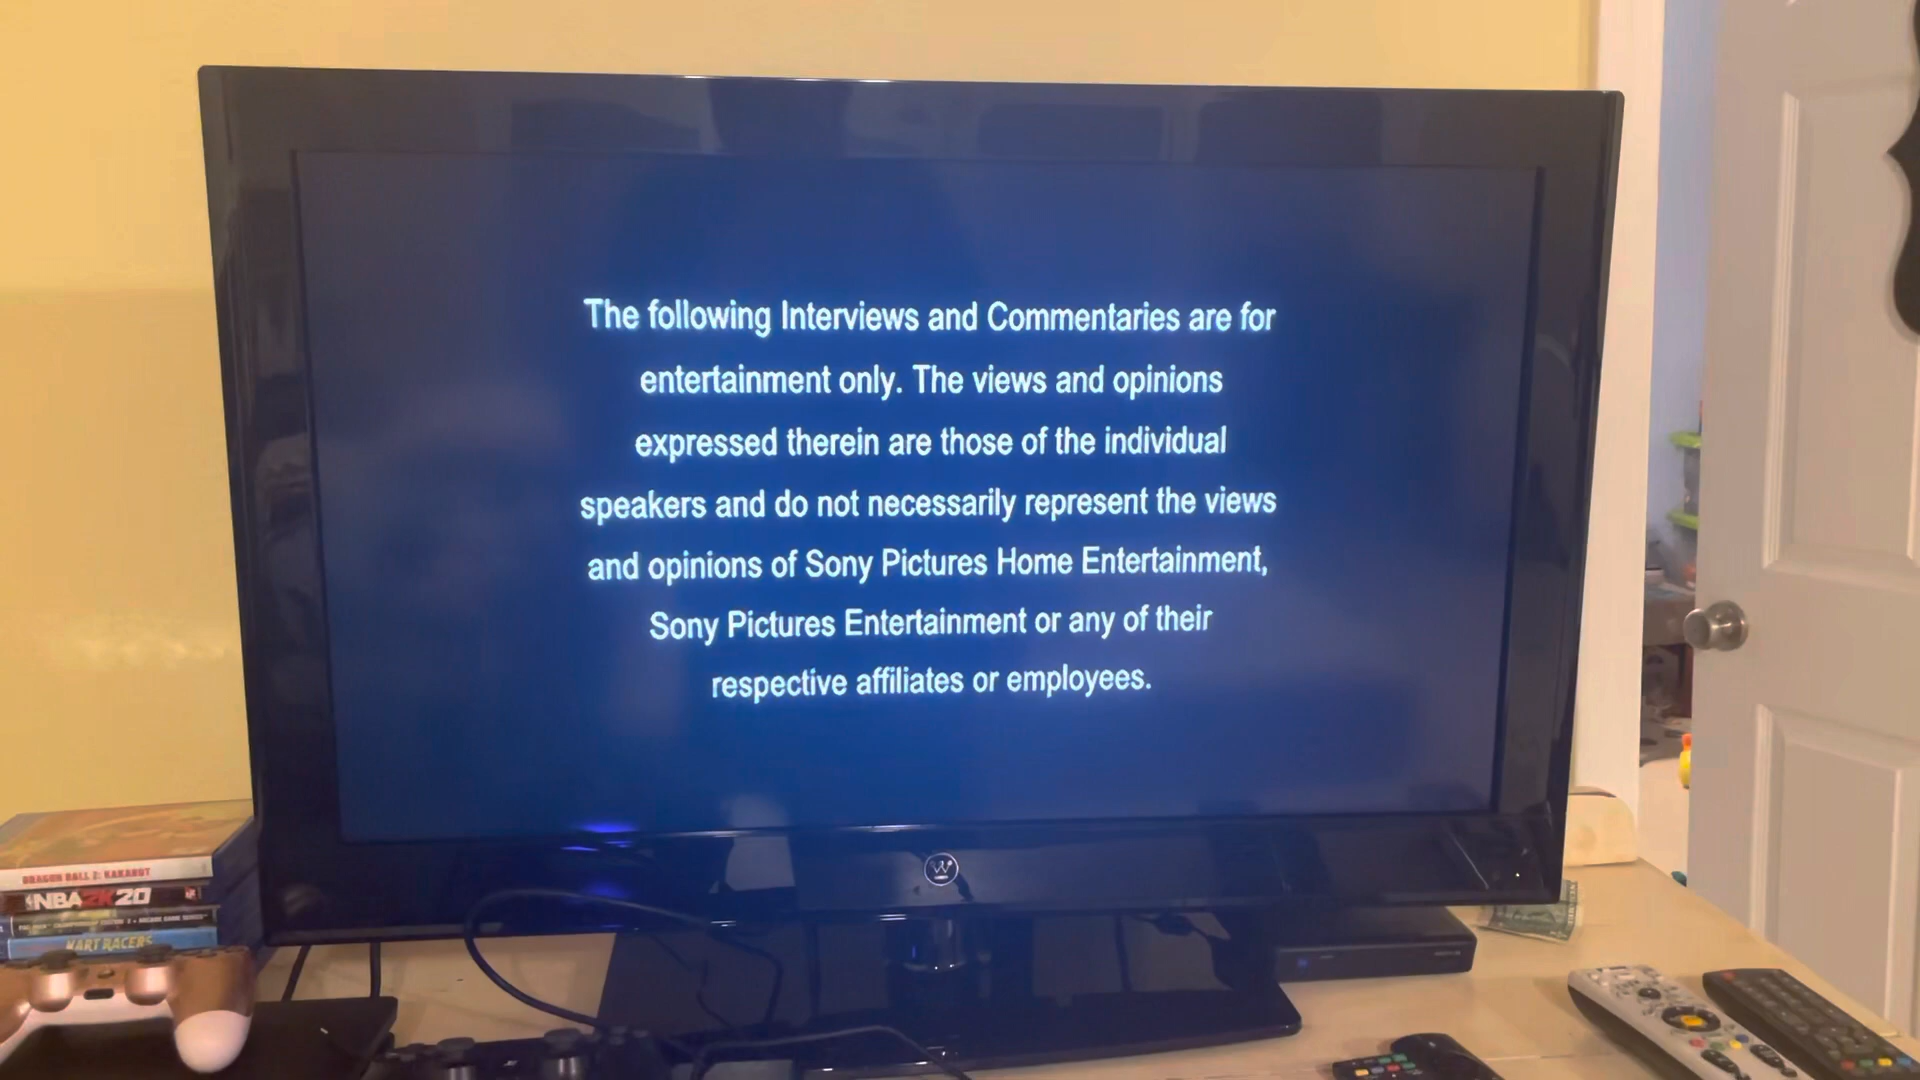 The following Interviews and Commentaries are for
entertainment only. The views and opinions
expressed therein are those of the individual
speakers and do not necessarily represent the views
and opinions of Sony Pictures Home Entertainment,
Sony Pictures Entertainment or any of their
respective affiliates or employees.
W
DRAGON BALL Z: KAKAROT
NBA2K20
KART RACERS